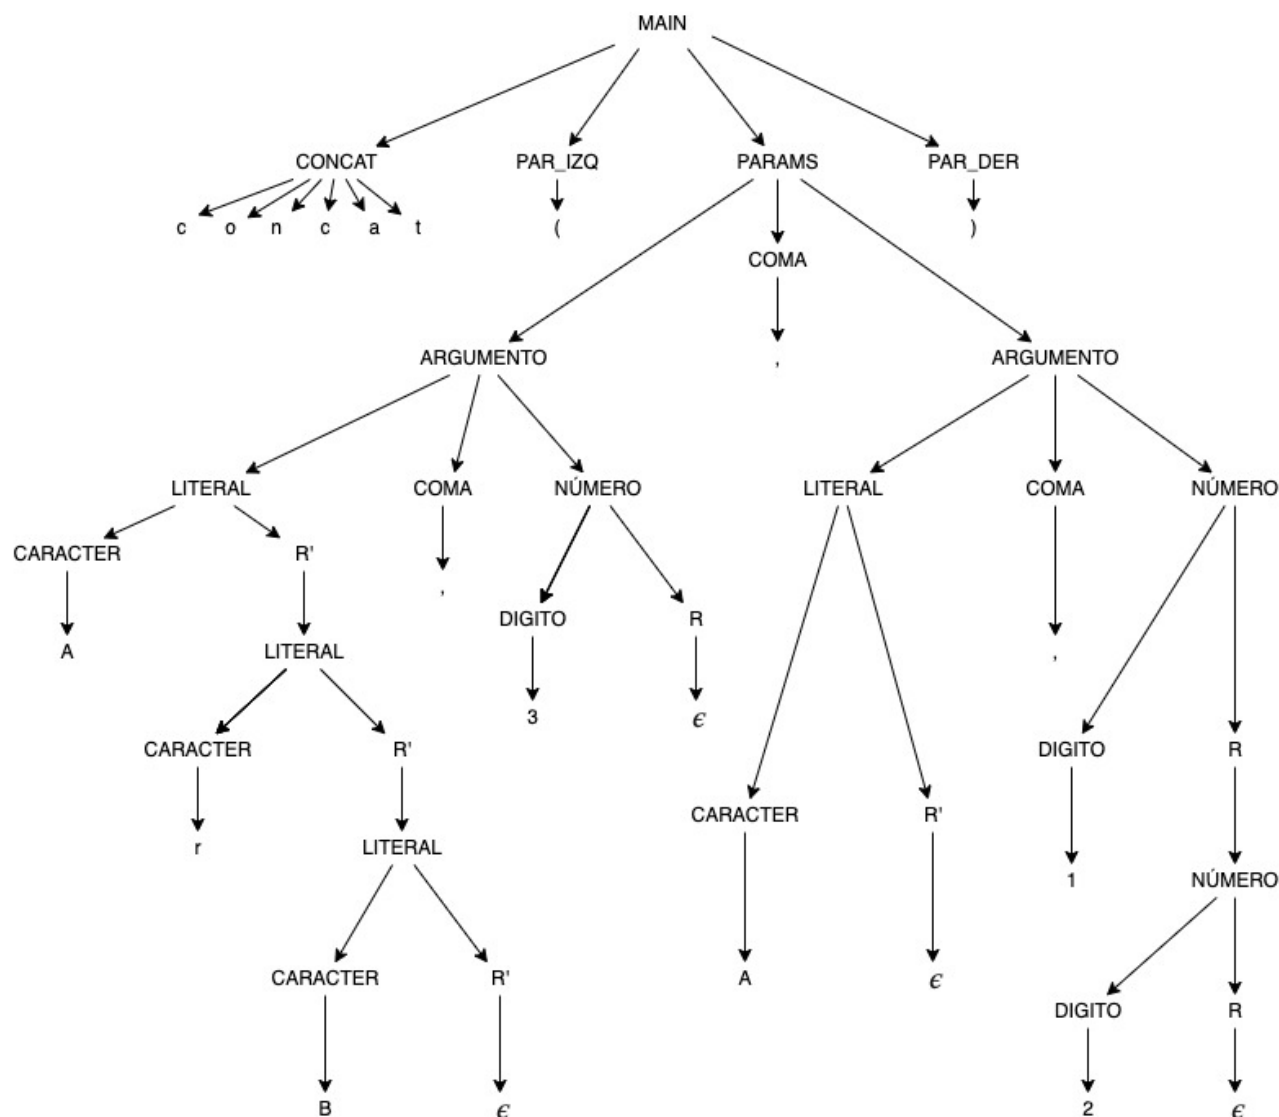 MAIN
CONCAT PAR_IZQ PARAMS PAR_DER
c o n c a t ( )
COMA
ARGUMENTO , ARGUMENTO
LITERAL COMA NÚMERO LITERAL COMA NÚMERO
CARACTER R'
,
DIGITO R
A LITERAL ,
3 ϵ
CARACTER R' DIGITO R
CARACTER R'
r LITERAL
1 NÚMERO
CARACTER R' A ϵ
DIGITO R
B ϵ 2 ϵ